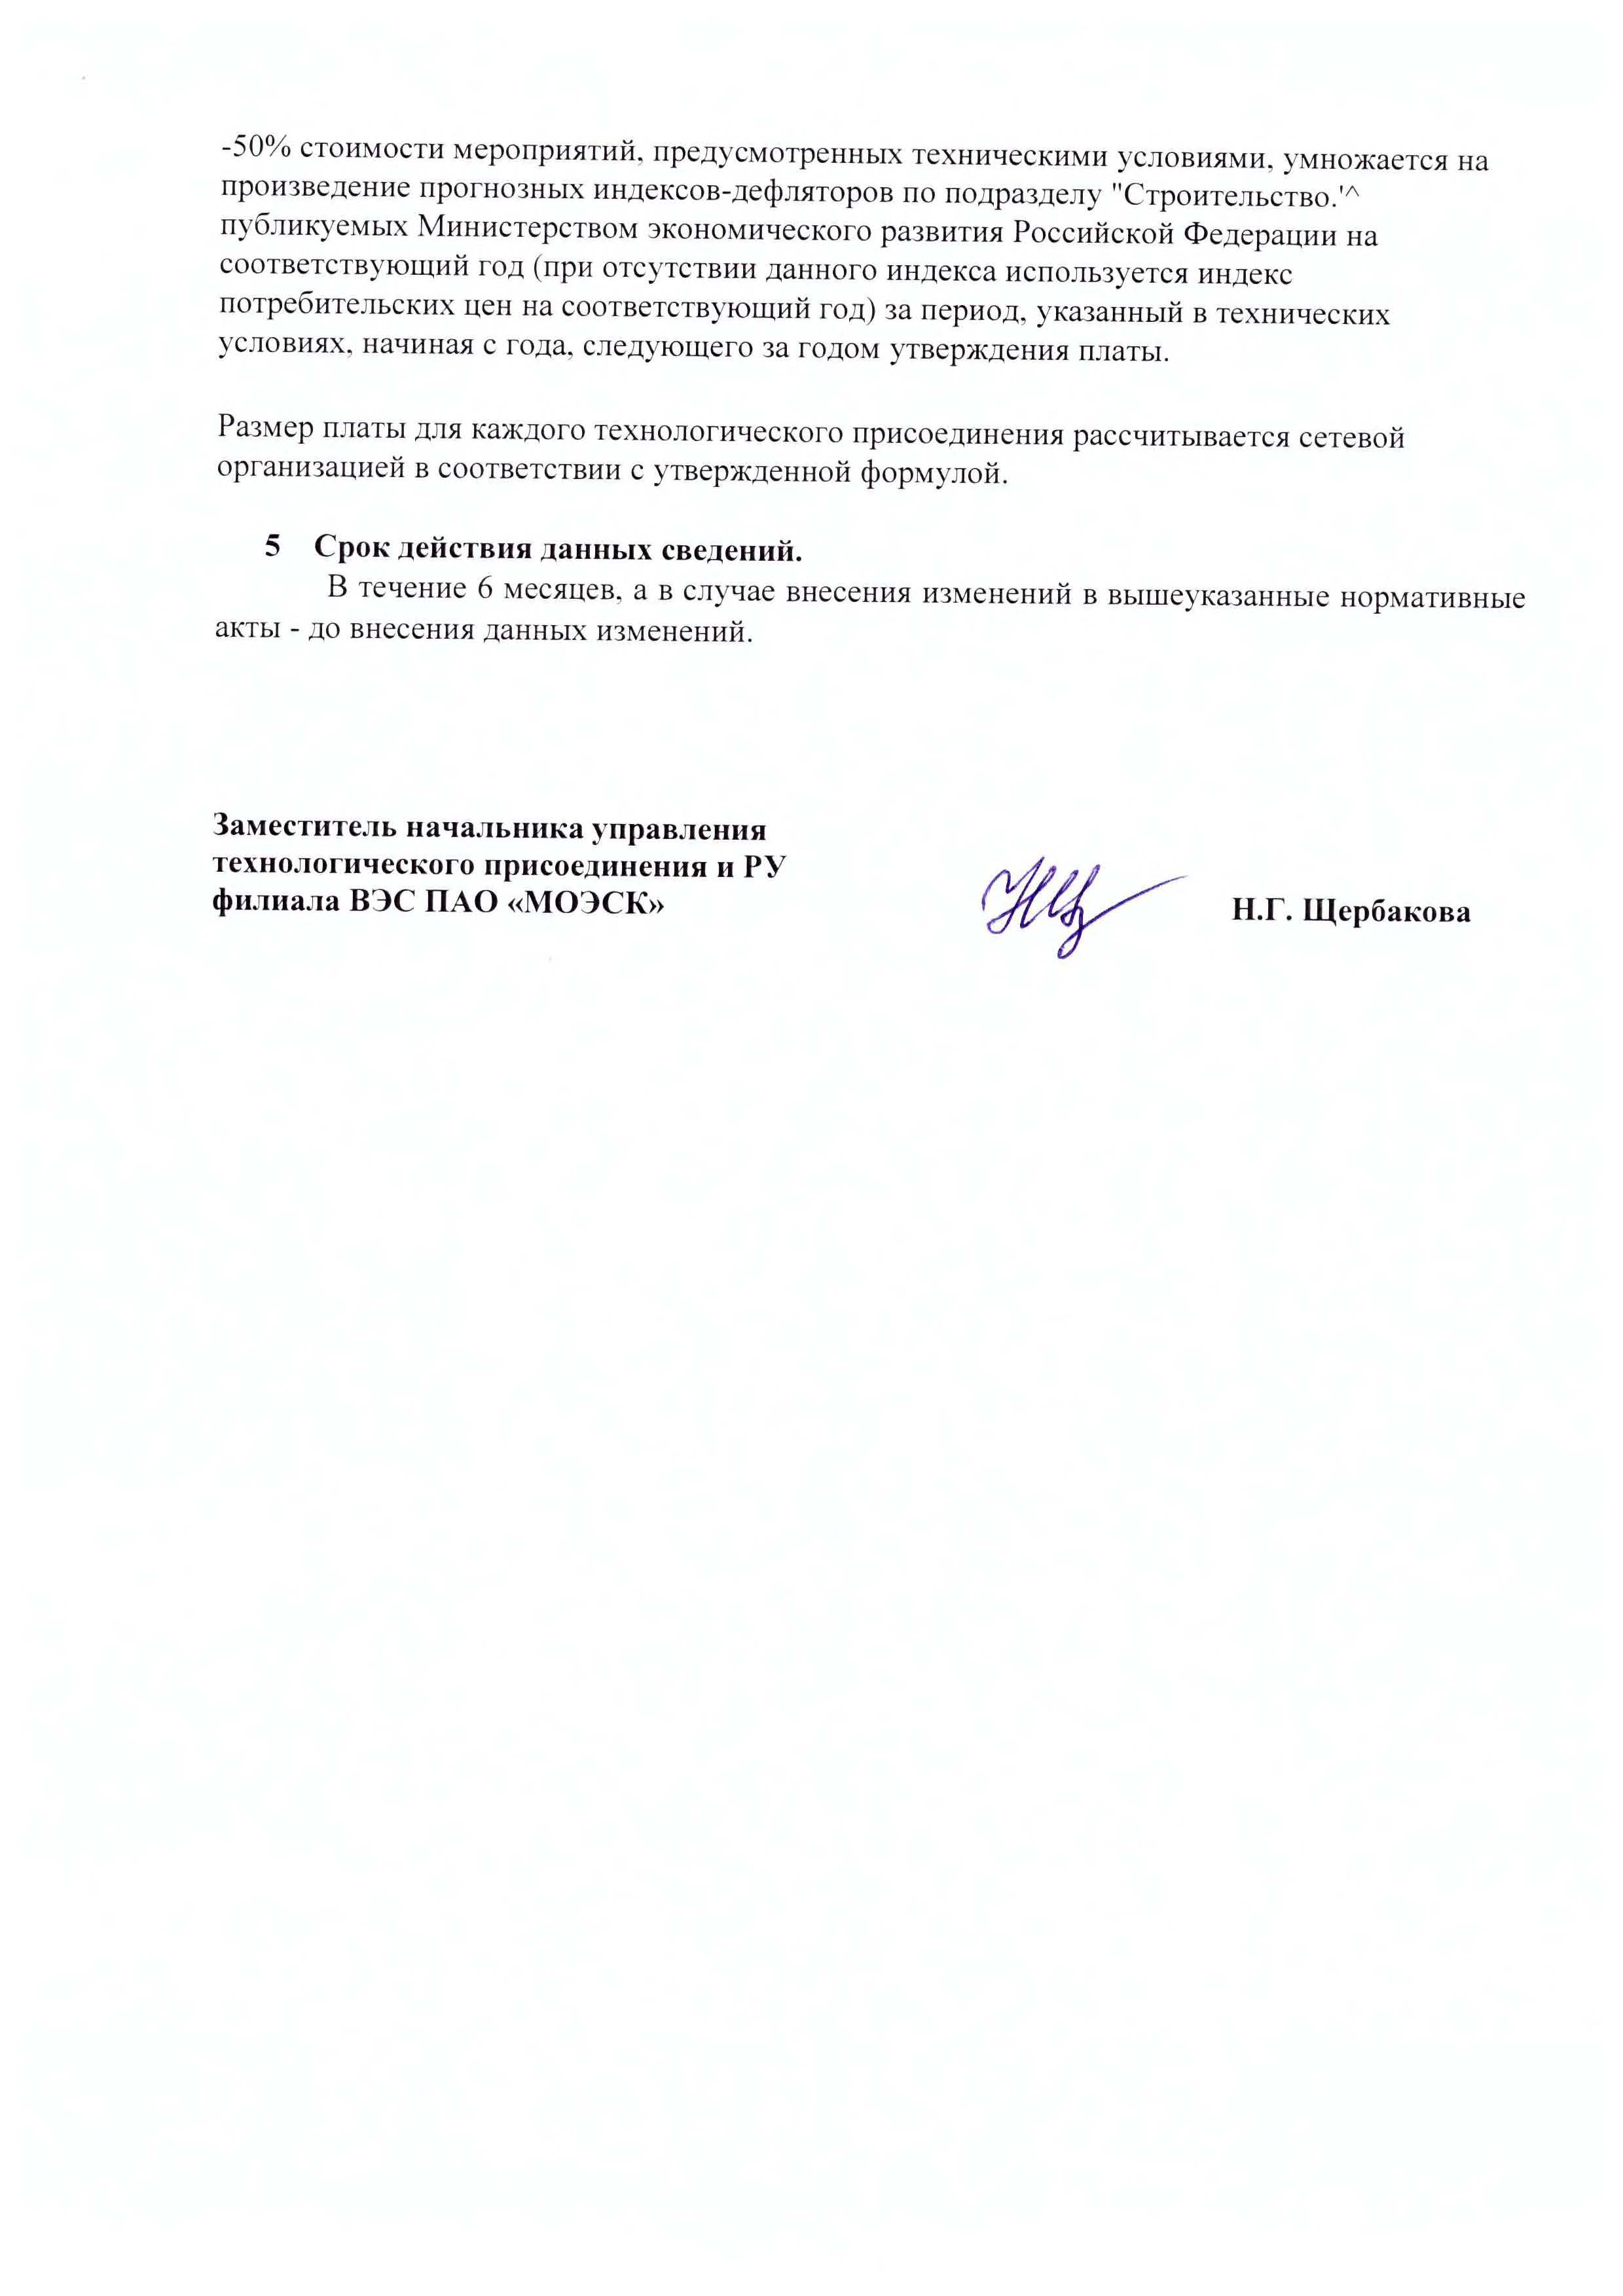 -50% стоимости мероприятий, предусмотренных техническими условиями, умножается на
произведение прогнозных индексов-дефляторов по подразделу "Строительство.'^
публикуемых Министерством экономического развития Российской Федерации на
соответствующий год (при отсутствии данного индекса используется индекс
потребительских цен на соответствующий год) за период, указанный в технических
условиях, начиная с года, следующего за годом утверждения платы.
Размер платы для каждого технологического присоединения рассчитывается сетевой
организацией в соответствии с утвержденной формулой.
5 Срок действия данных сведений.
В течение 6 месяцев, а в случае внесения изменений в вышеуказанные нормативные
акты - до внесения данных изменений.
Заместитель начальника управления
технологического присоединения и РУ
филиала ВЭС ПАО «МОЭСК»
Н.Г. Щербакова